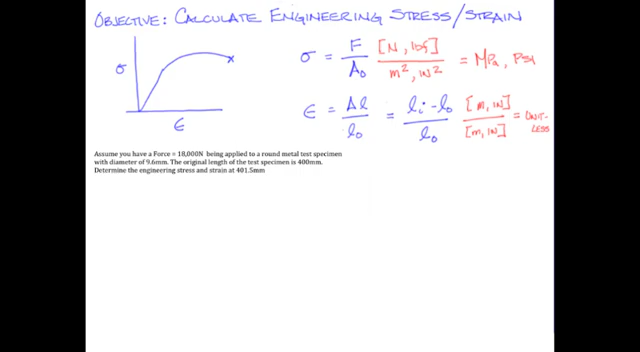 OBJECTIVE: CALCULATE ENGINEERING STRESS/STRAIN
σ
ε
σ = F / A₀ [N, lbf] / m², in² = MPa, psi
ε = Δl / l₀ = lᵢ - l₀ / l₀ [m, in] / [m, in] = UNIT-LESS
Assume you have a Force = 18,000N being applied to a round metal test specimen
with diameter of 9.6mm. The original length of the test specimen is 400mm.
Determine the engineering stress and strain at 401.5mm